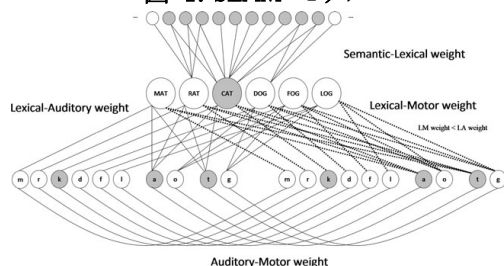 Semantic-Lexical weight
MAT RAT CAT DOG FOG LOG
Lexical-Auditory weight
Lexical-Motor weight
LM weight < LA weight
m r k d f l a o t g m r k d f l a o t g
Auditory-Motor weight